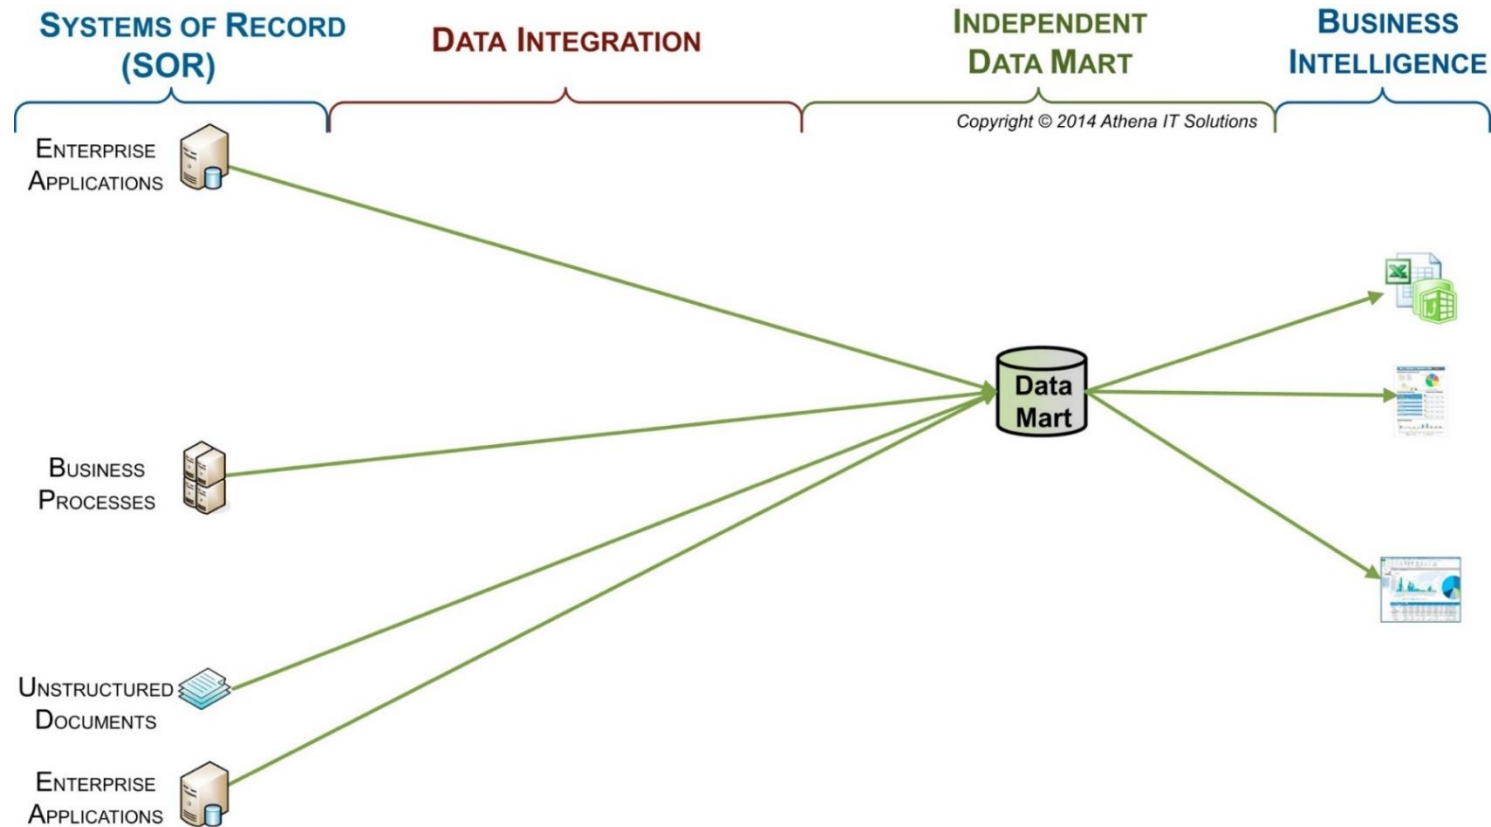 SYSTEMS OF RECORD
(SOR)
DATA INTEGRATION
INDEPENDENT
DATA MART
BUSINESS
INTELLIGENCE
Copyright © 2014 Athena IT Solutions
ENTERPRISE
APPLICATIONS
Data
Mart
BUSINESS
PROCESSES
UNSTRUCTURED
DOCUMENTS
ENTERPRISE
APPLICATIONS